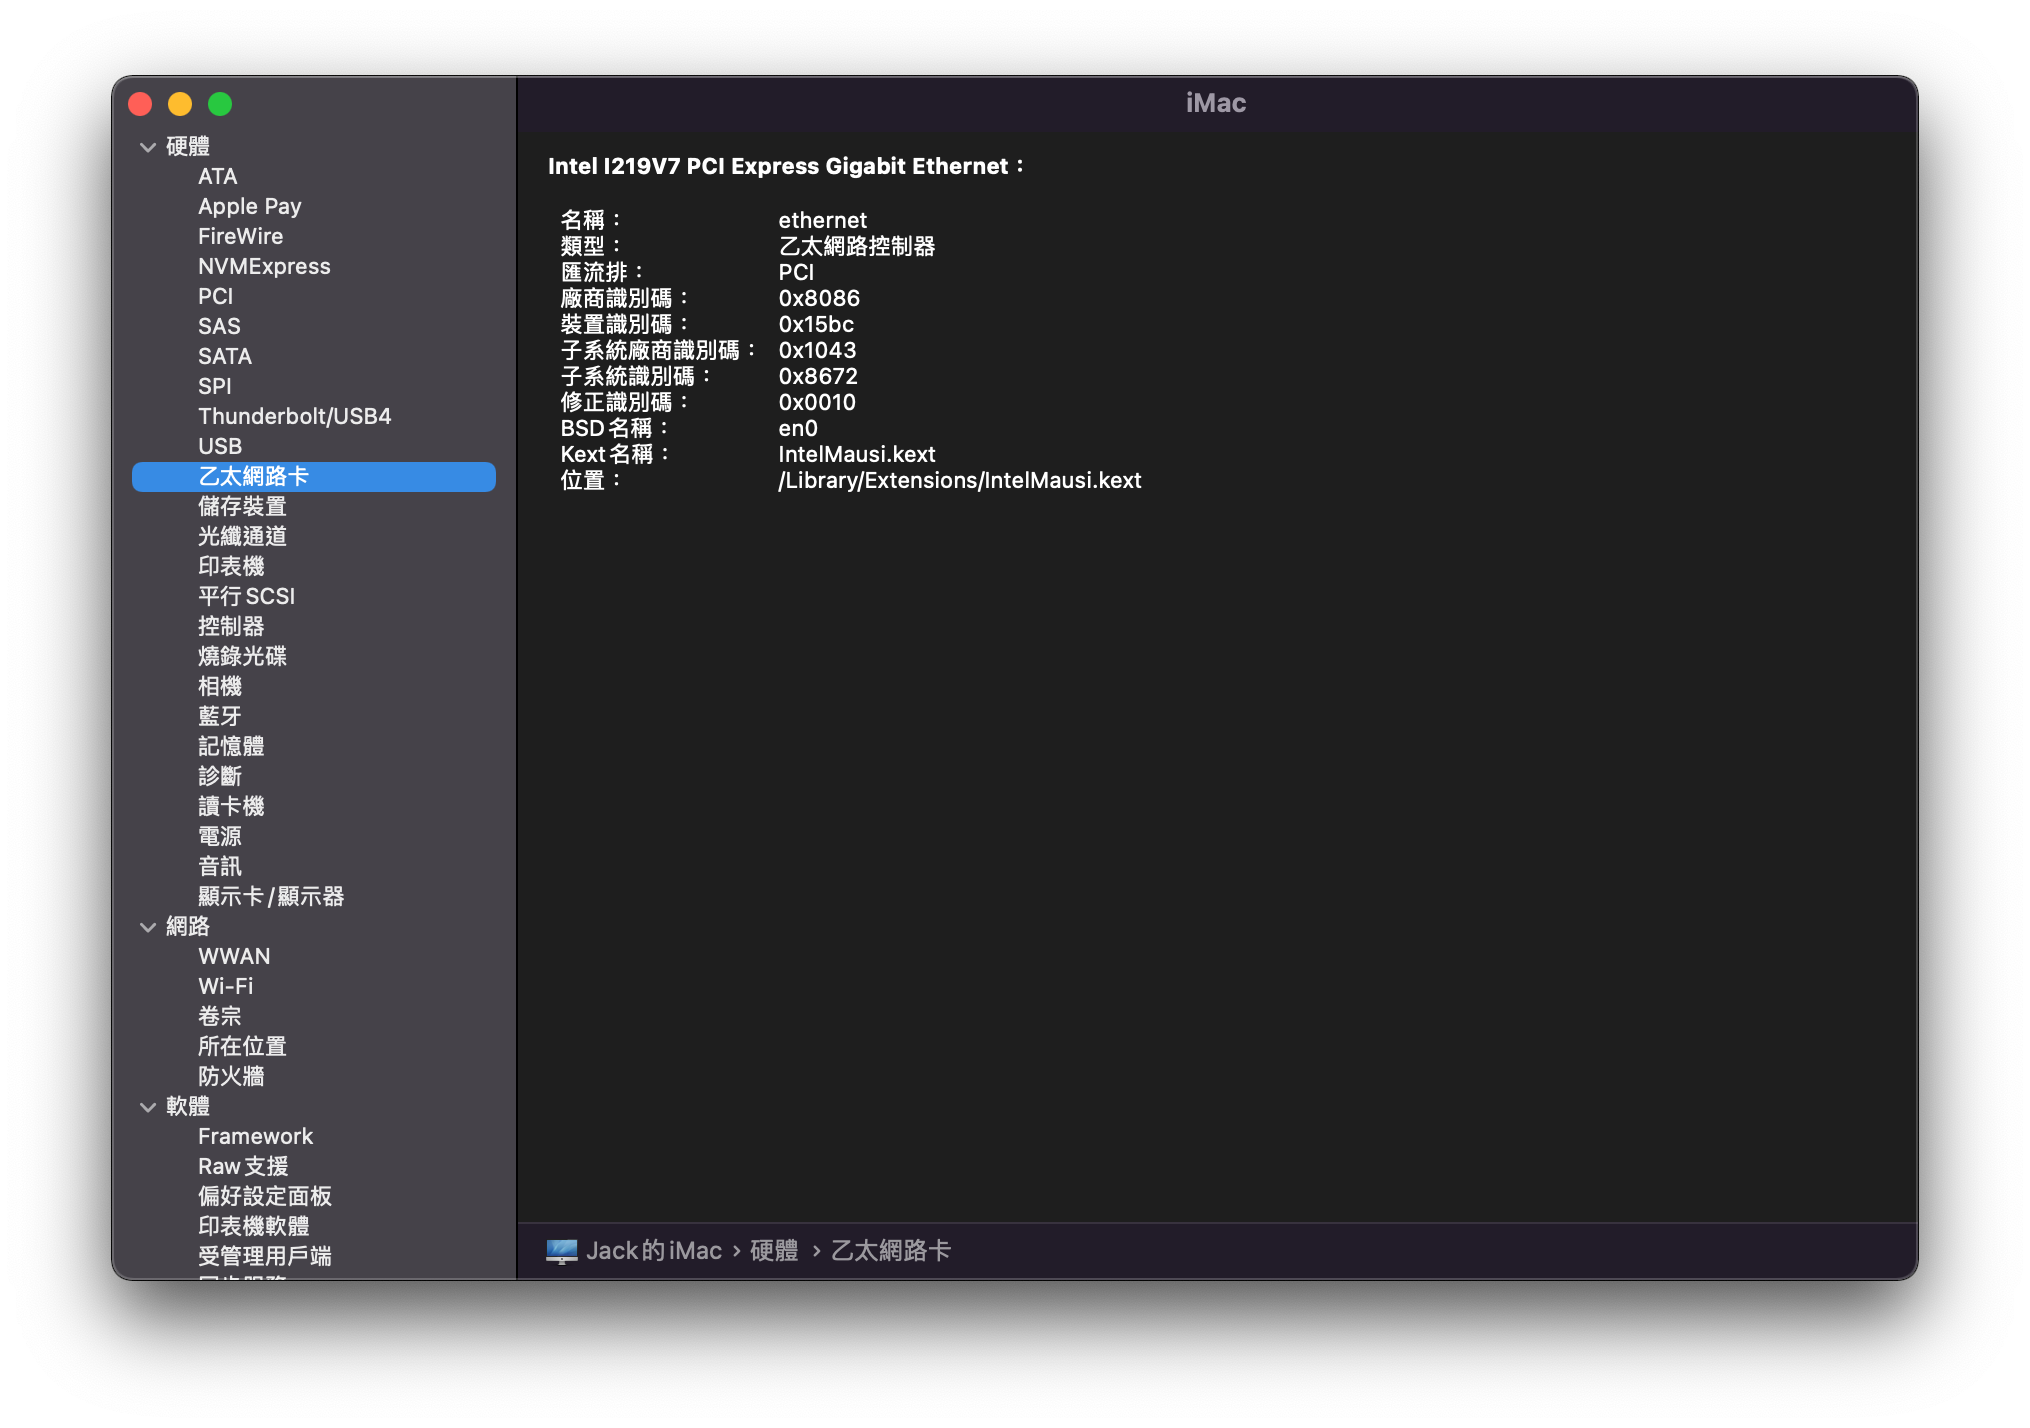 iMac
硬體
ATA
Apple Pay
FireWire
NVMExpress
PCI
SAS
SATA
SPI
Thunderbolt/USB4
USB
乙太網路卡
儲存裝置
光纖通道
印表機
平行 SCSI
控制器
燒錄光碟
相機
藍牙
記憶體
診斷
讀卡機
電源
音訊
顯示卡/顯示器
網路
WWAN
Wi-Fi
卷宗
所在位置
防火牆
軟體
Framework
Raw 支援
偏好設定面板
印表機軟體
受管理用戶端
Intel I219V7 PCI Express Gigabit Ethernet：
名稱： ethernet
類型： 乙太網路控制器
匯流排： PCI
廠商識別碼： 0x8086
裝置識別碼： 0x15bc
子系統廠商識別碼： 0x1043
子系統識別碼： 0x8672
修正識別碼： 0x0010
BSD 名稱： en0
Kext 名稱： IntelMausi.kext
位置： /Library/Extensions/IntelMausi.kext
Jack的iMac › 硬體 › 乙太網路卡